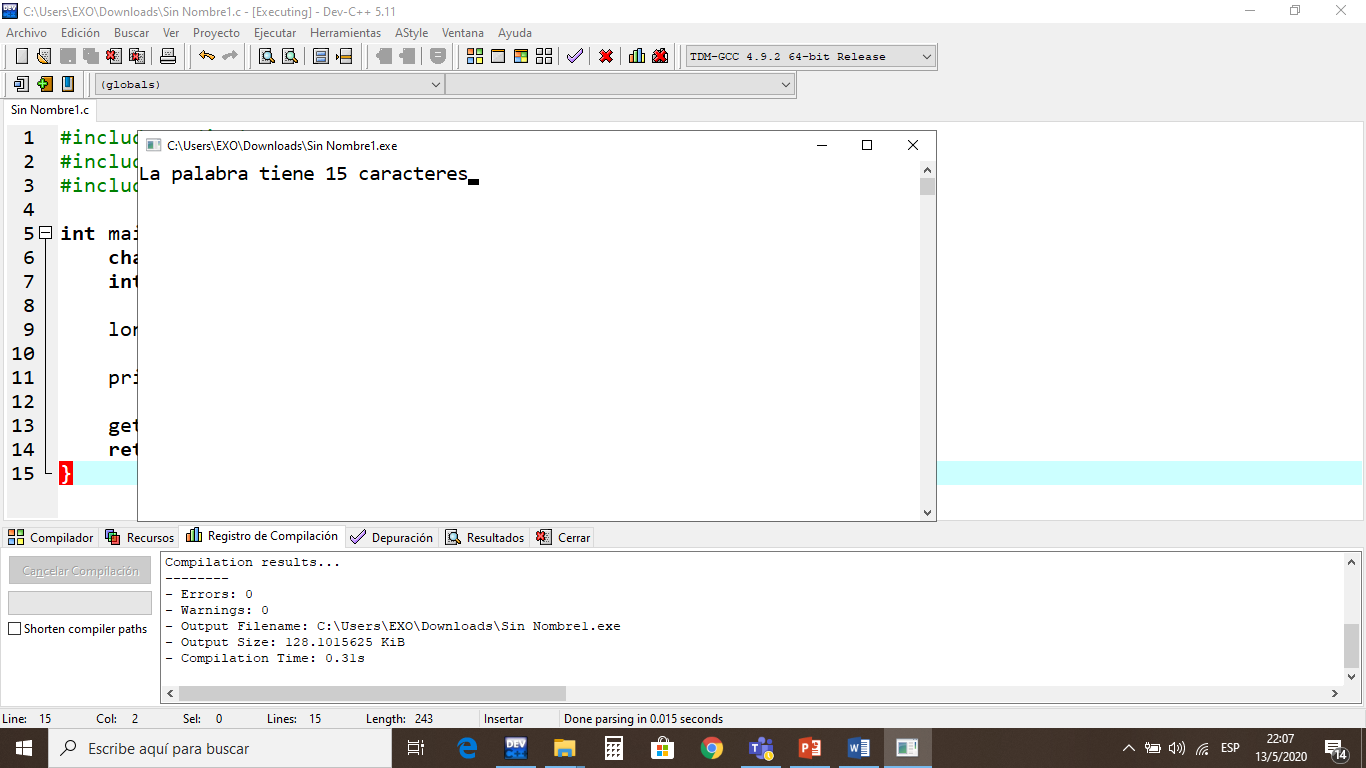 C:\Users\EXO\Downloads\Sin Nombre1.c - [Executing] - Dev-C++ 5.11
Archivo Edición Buscar Ver Proyecto Ejecutar Herramientas AStyle Ventana Ayuda
TDM-GCC 4.9.2 64-bit Release
(globals)
Sin Nombre1.c
C:\Users\EXO\Downloads\Sin Nombre1.exe
La palabra tiene 15 caracteres
1 #includ
2 #includ
3 #includ
4
5 int mai
6 cha
7 int
8
9 lon
10
11 pri
12
13 get
14 ret
15 }
Compilador Recursos Registro de Compilación Depuración Resultados Cerrar
Cancelar Compilación
Shorten compiler paths
Compilation results...
--------
- Errors: 0
- Warnings: 0
- Output Filename: C:\Users\EXO\Downloads\Sin Nombre1.exe
- Output Size: 128.1015625 KiB
- Compilation Time: 0.31s
Line: 15 Col: 2 Sel: 0 Lines: 15 Length: 243 Insertar Done parsing in 0.015 seconds
Escribe aquí para buscar
DEV
ESP
22:07
13/5/2020
14